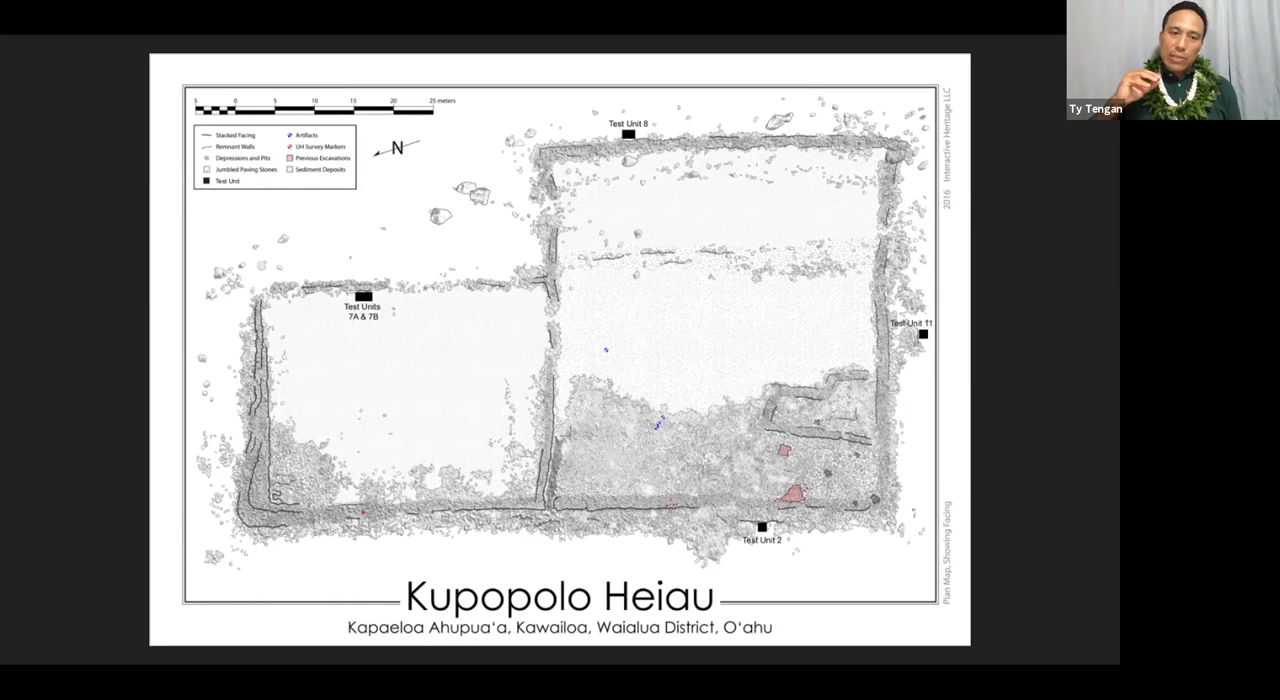 Ty Tengan
5 0 5 10 15 20 25 meters
Stacked Facing
Remnant Walls
Depressions and Pits
Jumbled Paving Stones
Test Unit
Artifacts
UH Survey Markers
Previous Excavations
Sediment Deposits
N
Test Unit 8
Test Units
7A & 7B
Test Unit 11
Test Unit 2
2016 Interactive Heritage LLC
Plan Map, Showing Facing
Kupopolo Heiau
Kapaeloa Ahupuaʻa, Kawailoa, Waialua District, Oʻahu